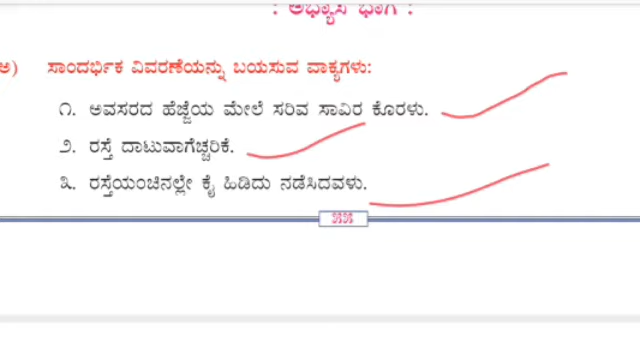 : ಅಭ್ಯಾಸ ಭಾಗ :
ಅ) ಸಾಂದರ್ಭಿಕ ವಿವರಣೆಯನ್ನು ಬಯಸುವ ವಾಕ್ಯಗಳು:
೧. ಅವಸರದ ಹೆಜ್ಜೆಯ ಮೇಲೆ ಸರಿವ ಸಾವಿರ ಕೊರಳು.
೨. ರಸ್ತೆ ದಾಟುವಾಗೆಚ್ಚರಿಕೆ.
೩. ರಸ್ತೆಯಂಚಿನಲ್ಲೇ ಕೈ ಹಿಡಿದು ನಡೆಸಿದವಳು.